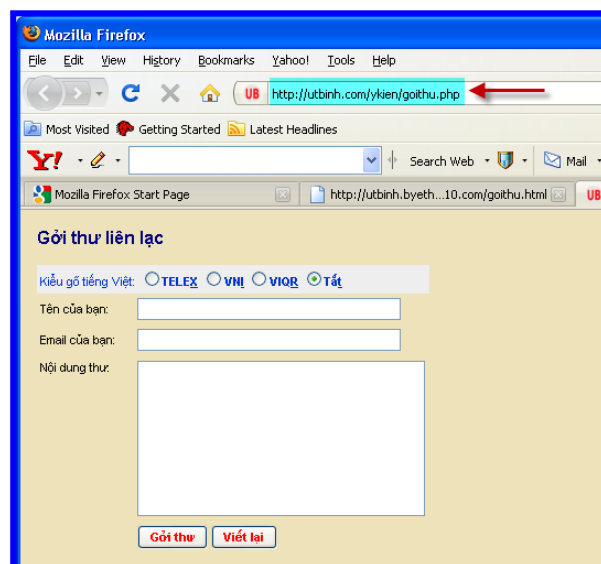 Mozilla Firefox
File Edit View History Bookmarks Yahoo! Tools Help
UB http://utbinh.com/ykien/goithu.php
Most Visited Getting Started Latest Headlines
Y! Search Web Mail
Mozilla Firefox Start Page http://utbinh.byeth...10.com/goithu.html UB
Gởi thư liên lạc
Kiểu gõ tiếng Việt: TELEX VNI VIQR Tắt
Tên của bạn:
Email của bạn:
Nội dung thư:
Gởi thư Viết lại